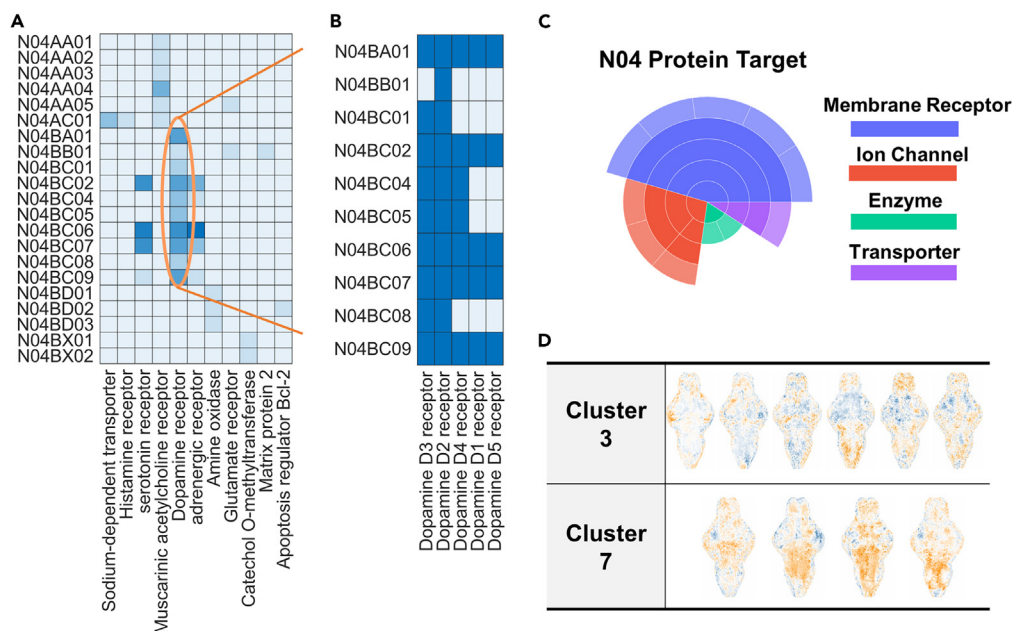 A
N04AA01
N04AA02
N04AA03
N04AA04
N04AA05
N04AC01
N04BA01
N04BB01
N04BC01
N04BC02
N04BC04
N04BC05
N04BC06
N04BC07
N04BC08
N04BC09
N04BD01
N04BD02
N04BD03
N04BX01
N04BX02
Sodium-dependent transporter
Histamine receptor
serotonin receptor
Muscarinic acetylcholine receptor
Dopamine receptor
adrenergic receptor
Amine oxidase
Glutamate receptor
Catechol O-methyltransferase
Matrix protein 2
Apoptosis regulator Bcl-2
B
N04BA01
N04BB01
N04BC01
N04BC02
N04BC04
N04BC05
N04BC06
N04BC07
N04BC08
N04BC09
Dopamine D3 receptor
Dopamine D2 receptor
Dopamine D4 receptor
Dopamine D1 receptor
Dopamine D5 receptor
C
N04 Protein Target
Membrane Receptor
Ion Channel
Enzyme
Transporter
D
Cluster
3
Cluster
7